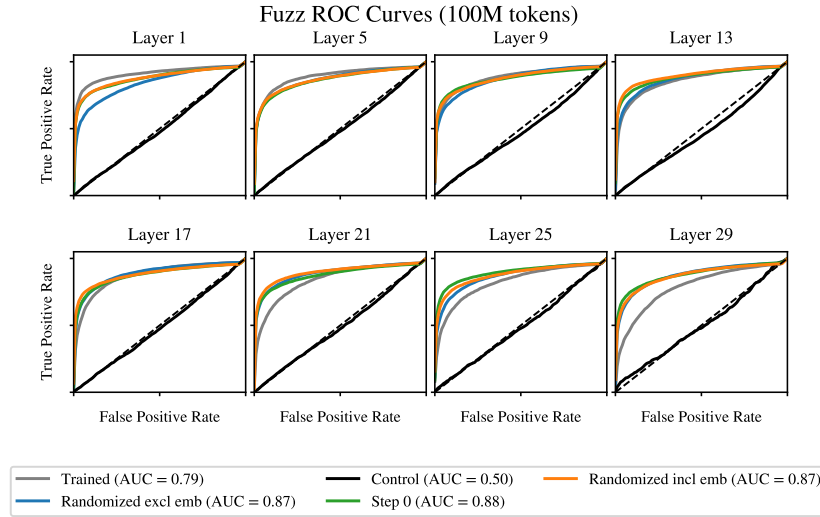 Fuzz ROC Curves (100M tokens)
Layer 1 Layer 5 Layer 9 Layer 13
True Positive Rate
Layer 17 Layer 21 Layer 25 Layer 29
True Positive Rate
False Positive Rate False Positive Rate False Positive Rate False Positive Rate
Trained (AUC = 0.79) Control (AUC = 0.50) Randomized incl emb (AUC = 0.87)
Randomized excl emb (AUC = 0.87) Step 0 (AUC = 0.88)